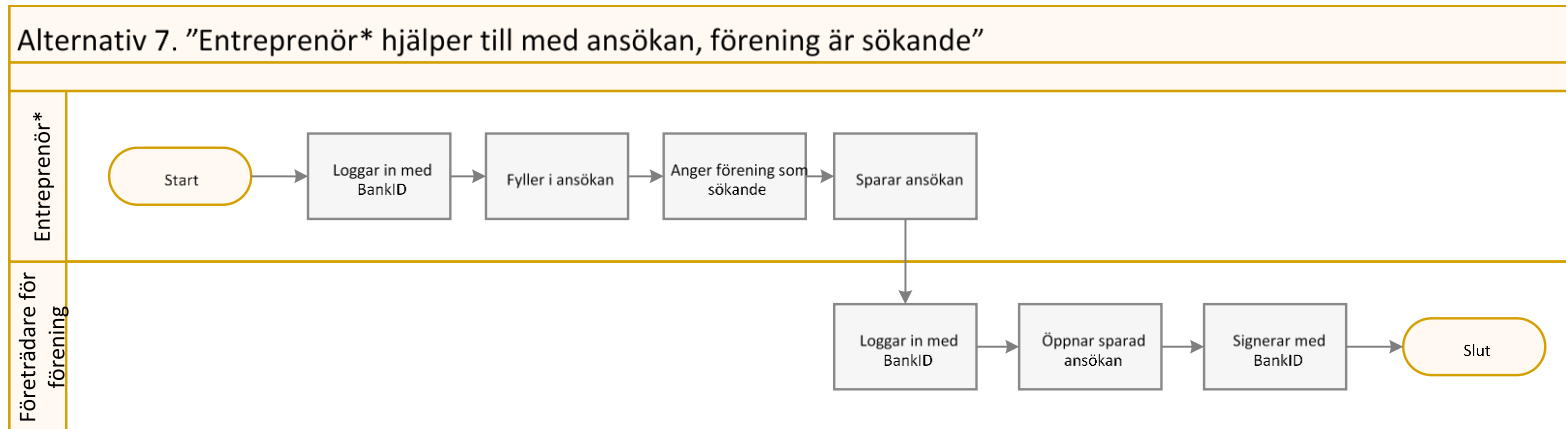 Alternativ 7. ”Entreprenör* hjälper till med ansökan, förening är sökande”
Entreprenör*
Start
Loggar in med
BankID
Fyller i ansökan
Anger förening som
sökande
Sparar ansökan
Företrädare för
förening
Loggar in med
BankID
Öppnar sparad
ansökan
Signerar med
BankID
Slut